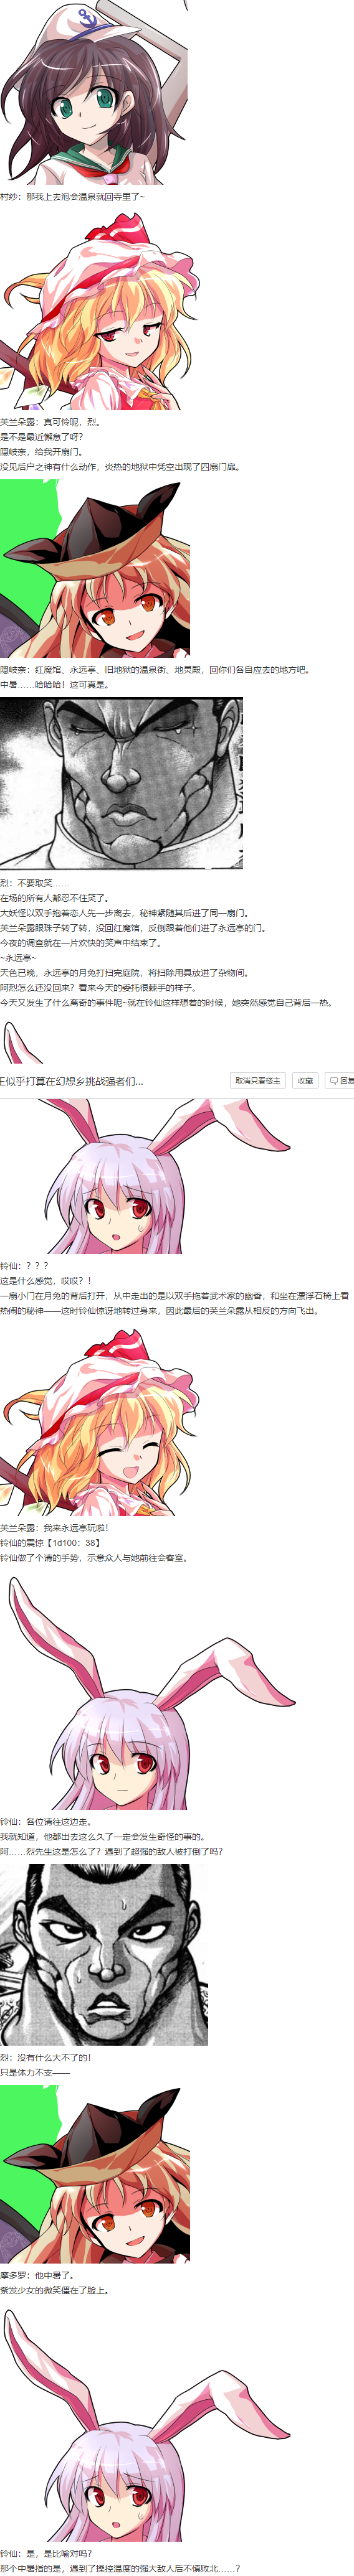 村纱：那我上去泡会温泉就回寺里了~
芙兰朵露：真可怜呢，烈。
是不是最近懈怠了呀？
隠岐奈，给我开扇门。
没见后户之神有什么动作，炎热的地狱中凭空出现了四扇门扉。
隠岐奈：红魔馆、永远亭、旧地狱的温泉街、地灵殿，回你们各自应去的地方吧。
中暑……哈哈哈！这可真是。
烈：不要取笑……
在场的所有人都忍不住笑了。
大妖怪以双手抱着恋人先一步离去，秘神紧随其后进了同一扇门。
芙兰朵露眼珠子转了转，没回红魔馆，反倒跟着他们进了永远亭的门。
今夜的调查就在一片欢快的笑声中结束了。
~永远亭~
天色已晚，永远亭的月兔打扫完庭院，将扫除用具放进了杂物间。
阿烈怎么还没回来？看来今天的委托很棘手的样子。
今天又发生了什么离奇的事件呢~就在铃仙这样想着的时候，她突然感觉自己背后一热。
王似乎打算在幻想乡挑战强者们...
取消只看楼主
收藏
回复
铃仙：？？？
这是什么感觉，哎哎？！
一扇小门在月兔的背后打开，从中走出的是以双手抱着武术家的幽香，和坐在漂浮石椅上看
热闹的秘神——这时铃仙惊讶地转过身来，因此最后的芙兰朵露从相反的方向飞出。
芙兰朵露：我来永远亭玩啦！
铃仙的震惊【1d100：38】
铃仙做了个请的手势，示意众人与她前往会客室。
铃仙：各位请往这边走。
我就知道，他都出去这么久了一定会发生奇怪的事的。
阿……烈先生这是怎么了？遇到了超强的敌人被打倒了吗？
烈：没有什么大不了的！
只是体力不支——
摩多罗：他中暑了。
紫发少女的微笑僵在了脸上。
铃仙：是，是比喻对吗？
那个中暑指的是，遇到了操控温度的强大敌人后不慎败北……？